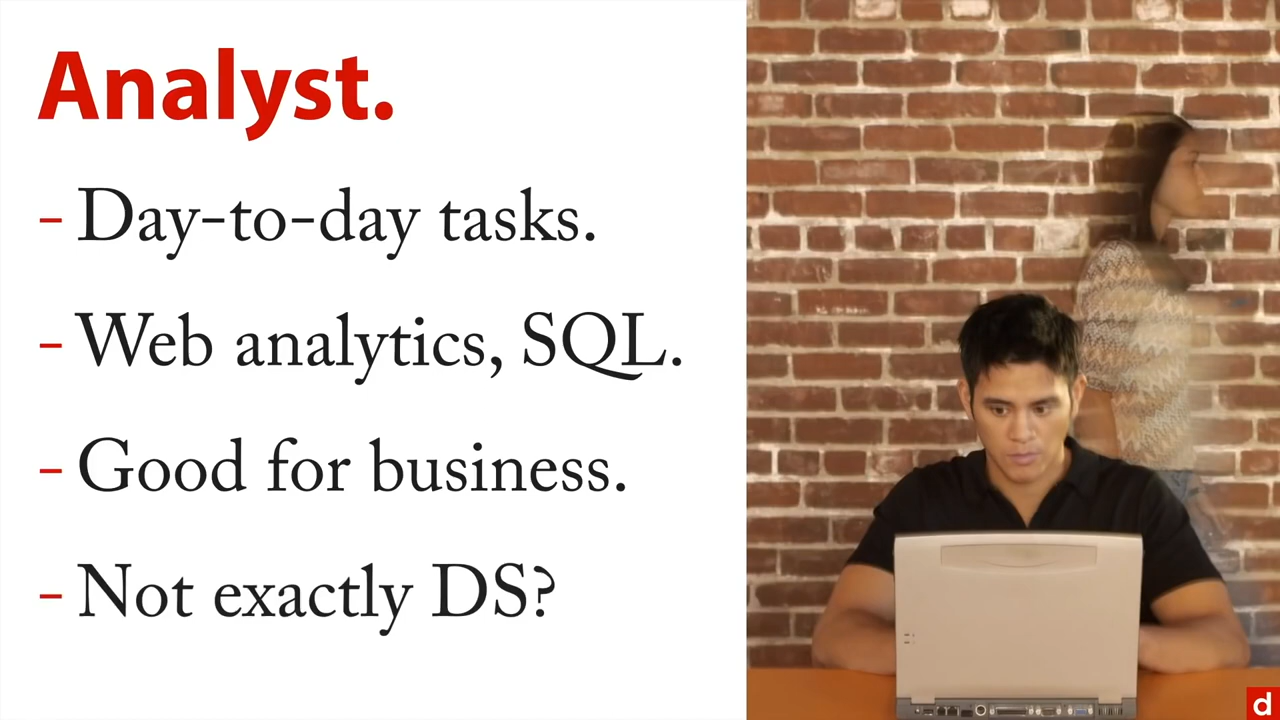 Analyst.
- Day-to-day tasks.
- Web analytics, SQL.
- Good for business.
- Not exactly DS?
d